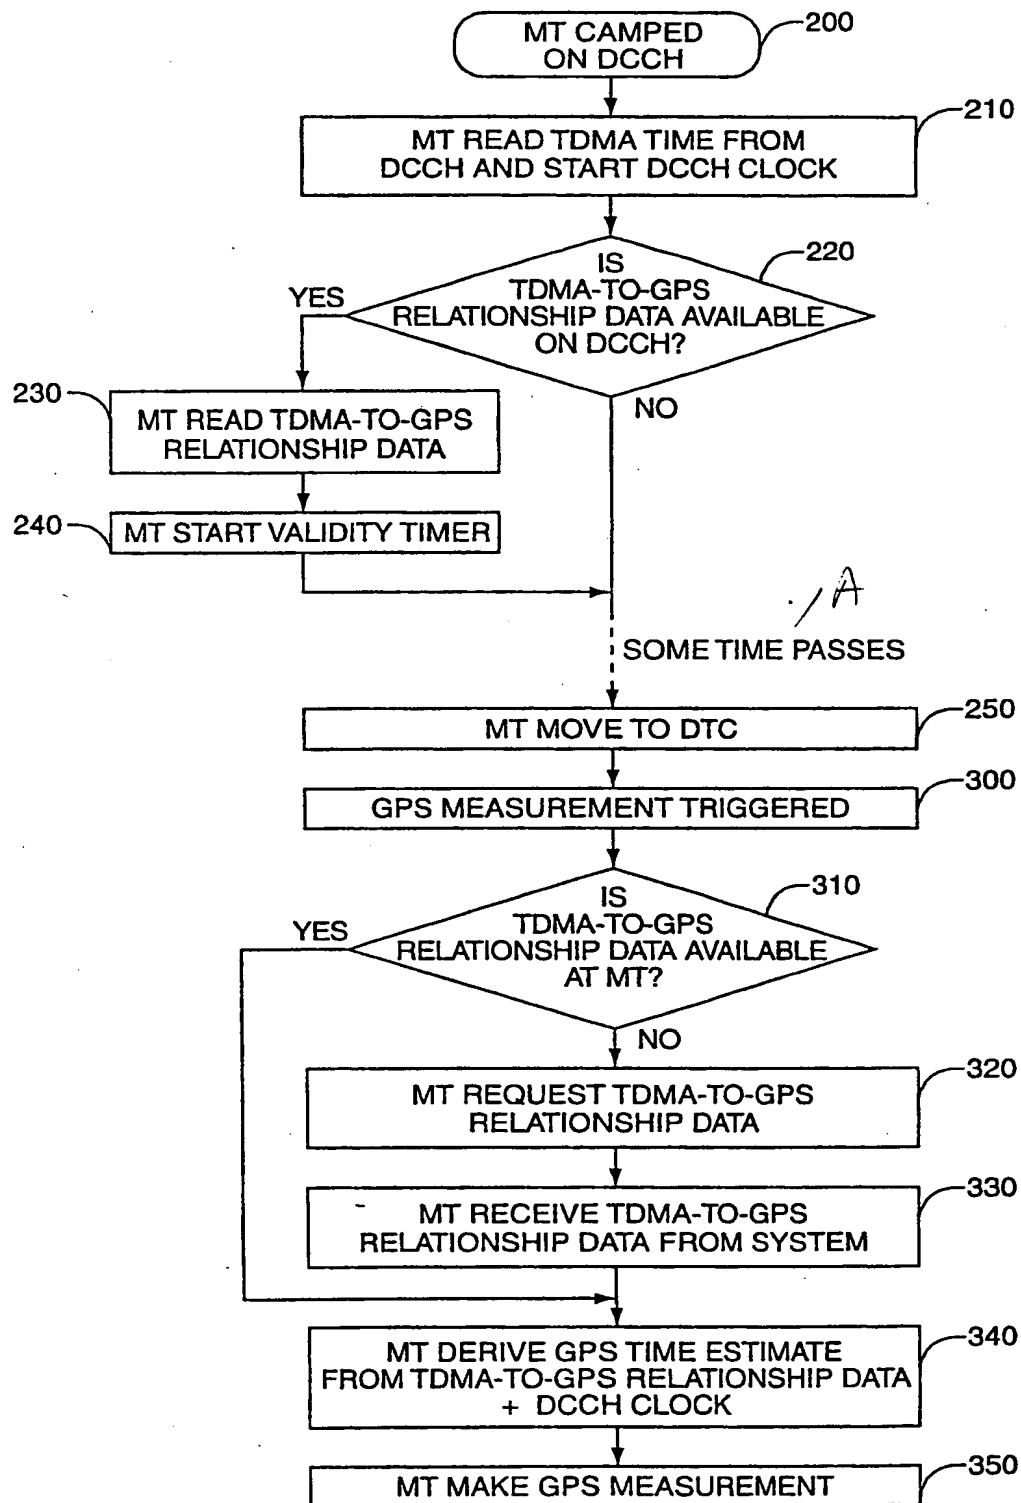 MT CAMPED
ON DCCH
200
MT READ TDMA TIME FROM
DCCH AND START DCCH CLOCK
210
IS
TDMA-TO-GPS
RELATIONSHIP DATA AVAILABLE
ON DCCH?
220
YES
NO
230
MT READ TDMA-TO-GPS
RELATIONSHIP DATA
240
MT START VALIDITY TIMER
A
SOME TIME PASSES
MT MOVE TO DTC
250
GPS MEASUREMENT TRIGGERED
300
IS
TDMA-TO-GPS
RELATIONSHIP DATA AVAILABLE
AT MT?
310
YES
NO
MT REQUEST TDMA-TO-GPS
RELATIONSHIP DATA
320
MT RECEIVE TDMA-TO-GPS
RELATIONSHIP DATA FROM SYSTEM
330
MT DERIVE GPS TIME ESTIMATE
FROM TDMA-TO-GPS RELATIONSHIP DATA
+ DCCH CLOCK
340
MT MAKE GPS MEASUREMENT
350